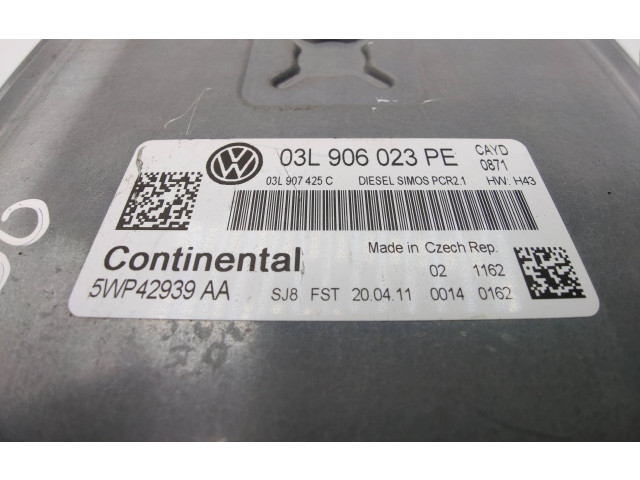 03L 906 023 PE
CAYD
0871
03L 907 425 C DIESEL SIMOS PCR2.1 HW: H43
Continental
Made in Czech Rep.
02 1162
5WP42939 AA SJ8 FST 20.04.11 0014 0162